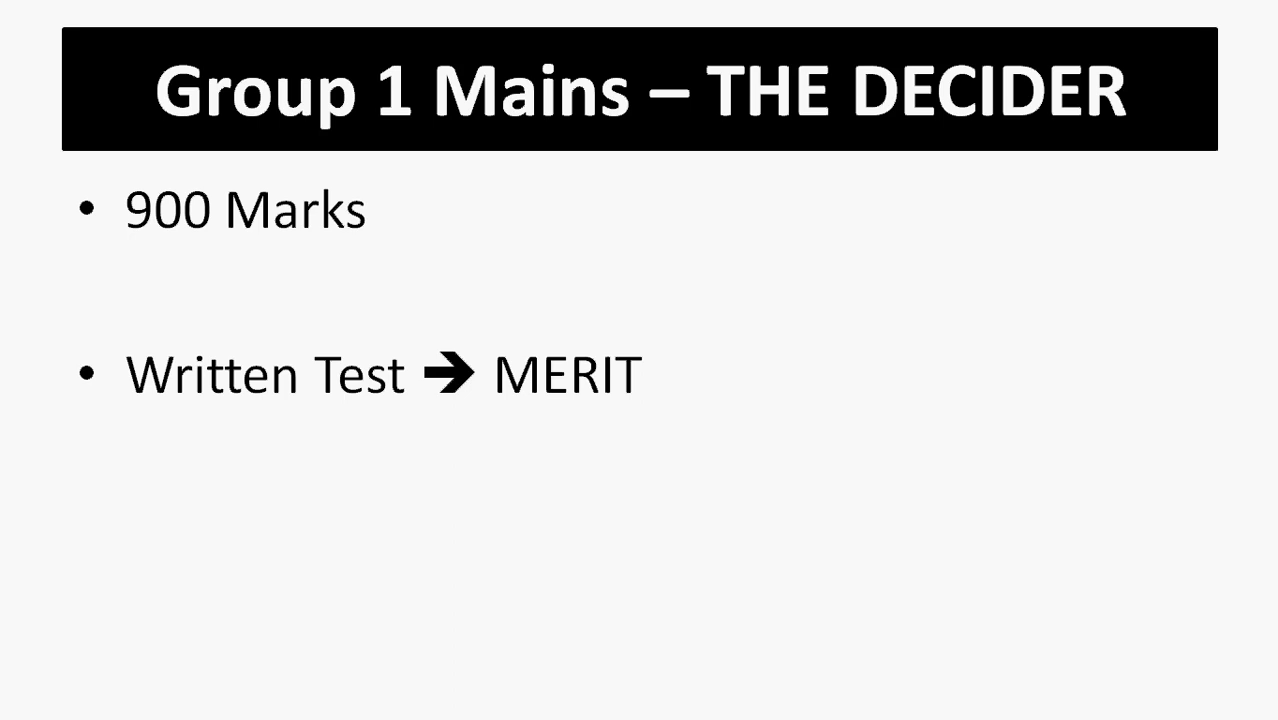 Group 1 Mains – THE DECIDER
• 900 Marks
• Written Test ➔ MERIT